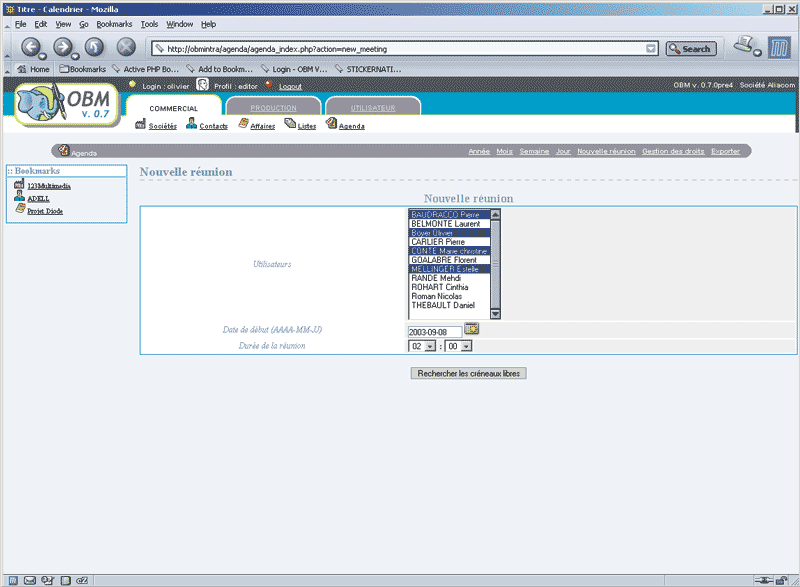 Titre - Calendrier - Mozilla
File Edit View Go Bookmarks Tools Window Help
http://obmintra/agenda/agenda_index.php?action=new_meeting Search
Home Bookmarks Active PHP Bo... Add to Bookm... Login - OBM V... STICKERNATI...
Login : olivier Profil : editor Logout OBM v. 0.7.0pre4 Société Aliacom
OBM
v. 0.7
COMMERCIAL PRODUCTION UTILISATEUR
Sociétés Contacts Affaires Listes Agenda
Agenda Année Mois Semaine Jour Nouvelle réunion Gestion des droits Exporter
:: Bookmarks
123Multimedia
ADELL
Projet Diode
Nouvelle réunion
Nouvelle réunion
Utilisateurs
BAUDRACCO Pierre
BELMONTE Laurent
Boyer Olivier
CARLIER Pierre
CONTE Marie christine
GOALABRE Florent
MELLINGER Estelle
RANDE Mehdi
ROHART Cinthia
Roman Nicolas
THEBAULT Daniel
Date de début (AAAA-MM-JJ) 2003-09-08
Durée de la réunion 02 : 00
Rechercher les créneaux libres